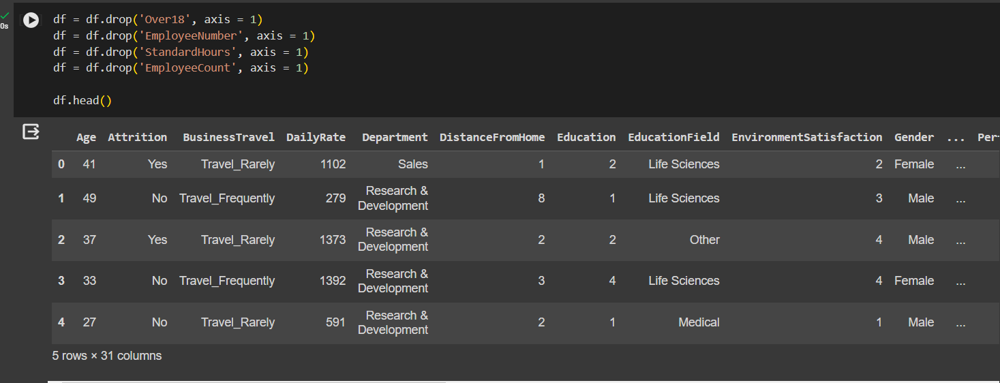 0s
df = df.drop('Over18', axis = 1)
df = df.drop('EmployeeNumber', axis = 1)
df = df.drop('StandardHours', axis = 1)
df = df.drop('EmployeeCount', axis = 1)
df.head()
Age Attrition BusinessTravel DailyRate Department DistanceFromHome Education EducationField EnvironmentSatisfaction Gender ... Per
0 41 Yes Travel_Rarely 1102 Sales 1 2 Life Sciences 2 Female ...
1 49 No Travel_Frequently 279 Research & Development 8 1 Life Sciences 3 Male ...
2 37 Yes Travel_Rarely 1373 Research & Development 2 2 Other 4 Male ...
3 33 No Travel_Frequently 1392 Research & Development 3 4 Life Sciences 4 Female ...
4 27 No Travel_Rarely 591 Research & Development 2 1 Medical 1 Male ...
5 rows × 31 columns